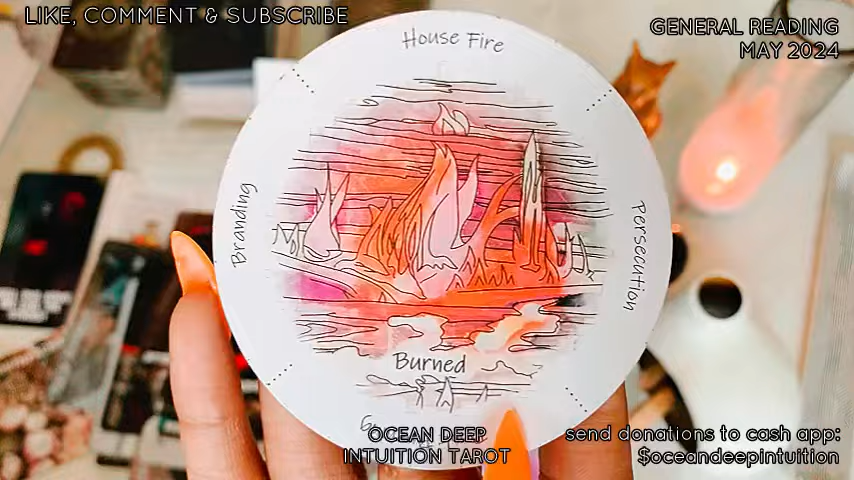 LIKE, COMMENT & SUBSCRIBE
GENERAL READING
MAY 2024
House Fire
Branding
Persecution
Burned
OCEAN DEEP
INTUITION TAROT
send donations to cash app:
$oceandeepintuition